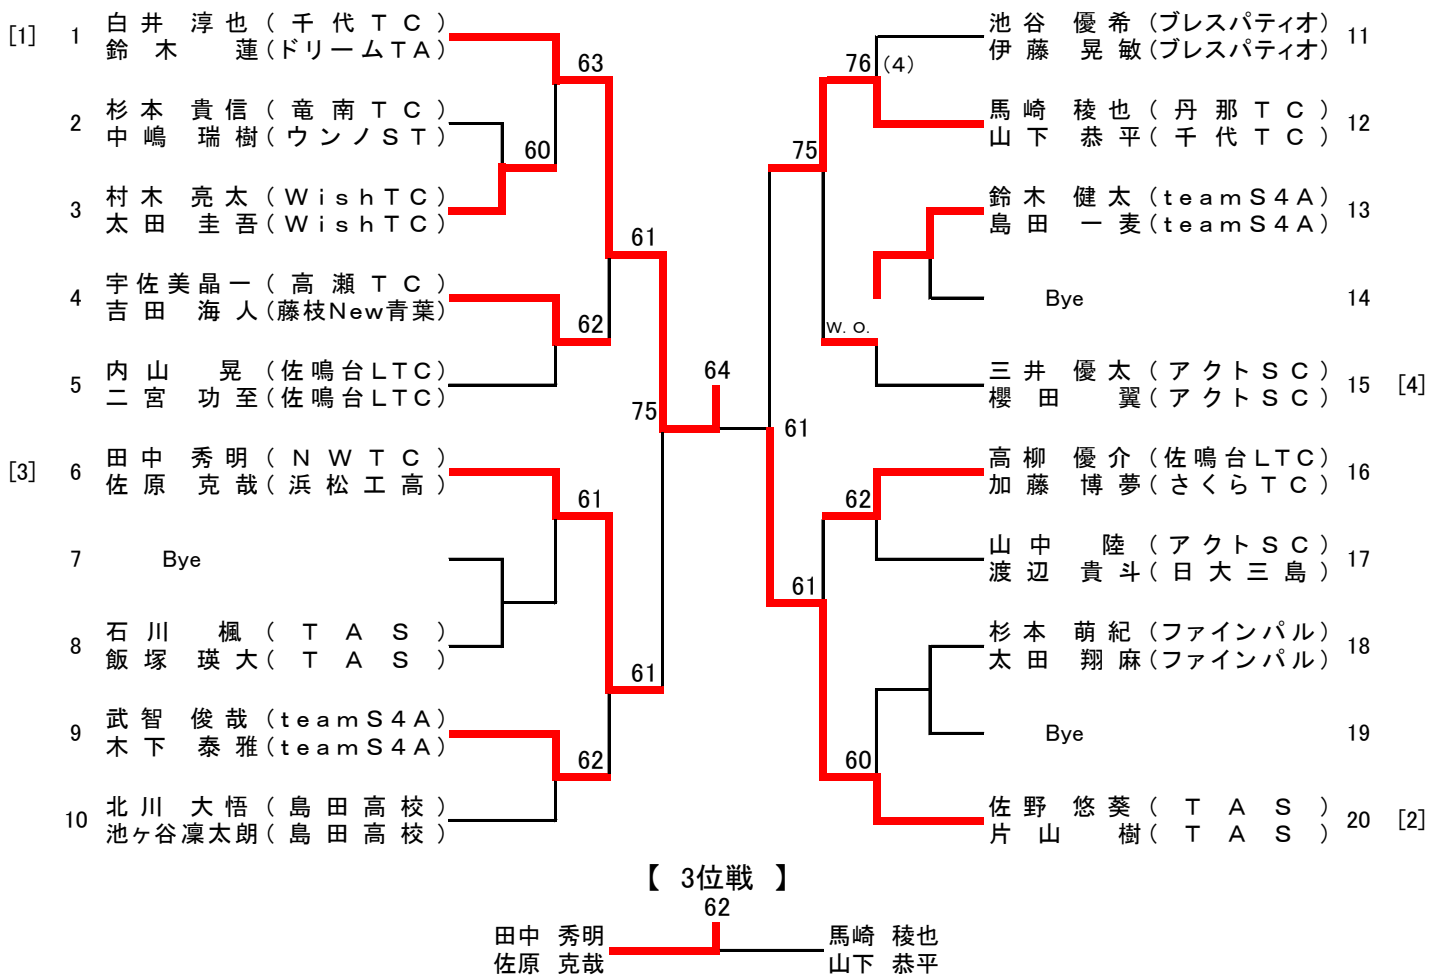 [1] 1 白井 淳也 (千代TC)
鈴木 蓮 (ドリームTA)
2 杉本 貴信 (竜南TC)
中嶋 瑞樹 (ウンノST)
3 村木 亮太 (WishTC)
太田 圭吾 (WishTC)
4 宇佐美晶一 (高瀬TC)
吉田 海人 (藤枝New青葉)
5 内山 晃 (佐鳴台LTC)
二宮 功至 (佐鳴台LTC)
[3] 6 田中 秀明 (NWTC)
佐原 克哉 (浜松工高)
7 Bye
8 石川 楓 (TAS)
飯塚 瑛大 (TAS)
9 武智 俊哉 (teamS4A)
木下 泰雅 (teamS4A)
10 北川 大悟 (島田高校)
池ヶ谷凜太朗 (島田高校)
63
60
61
62
75
61
61
62
64
池谷 優希 (ブレスパティオ) 11
伊藤 晃敏 (ブレスパティオ)
馬崎 稜也 (丹那TC) 12
山下 恭平 (千代TC)
鈴木 健太 (teamS4A) 13
島田 一麦 (teamS4A)
Bye 14
三井 優太 (アクトSC) 15 [4]
櫻田 翼 (アクトSC)
高柳 優介 (佐鳴台LTC) 16
加藤 博夢 (さくらTC)
山中 陸 (アクトSC) 17
渡辺 貴斗 (日大三島)
杉本 萌紀 (ファインパル) 18
太田 翔麻 (ファインパル)
Bye 19
佐野 悠葵 (TAS) 20 [2]
片山 樹 (TAS)
76 (4)
75
W.O.
61
62
61
60
【 3位戦 】
62
田中 秀明
佐原 克哉
馬崎 稜也
山下 恭平